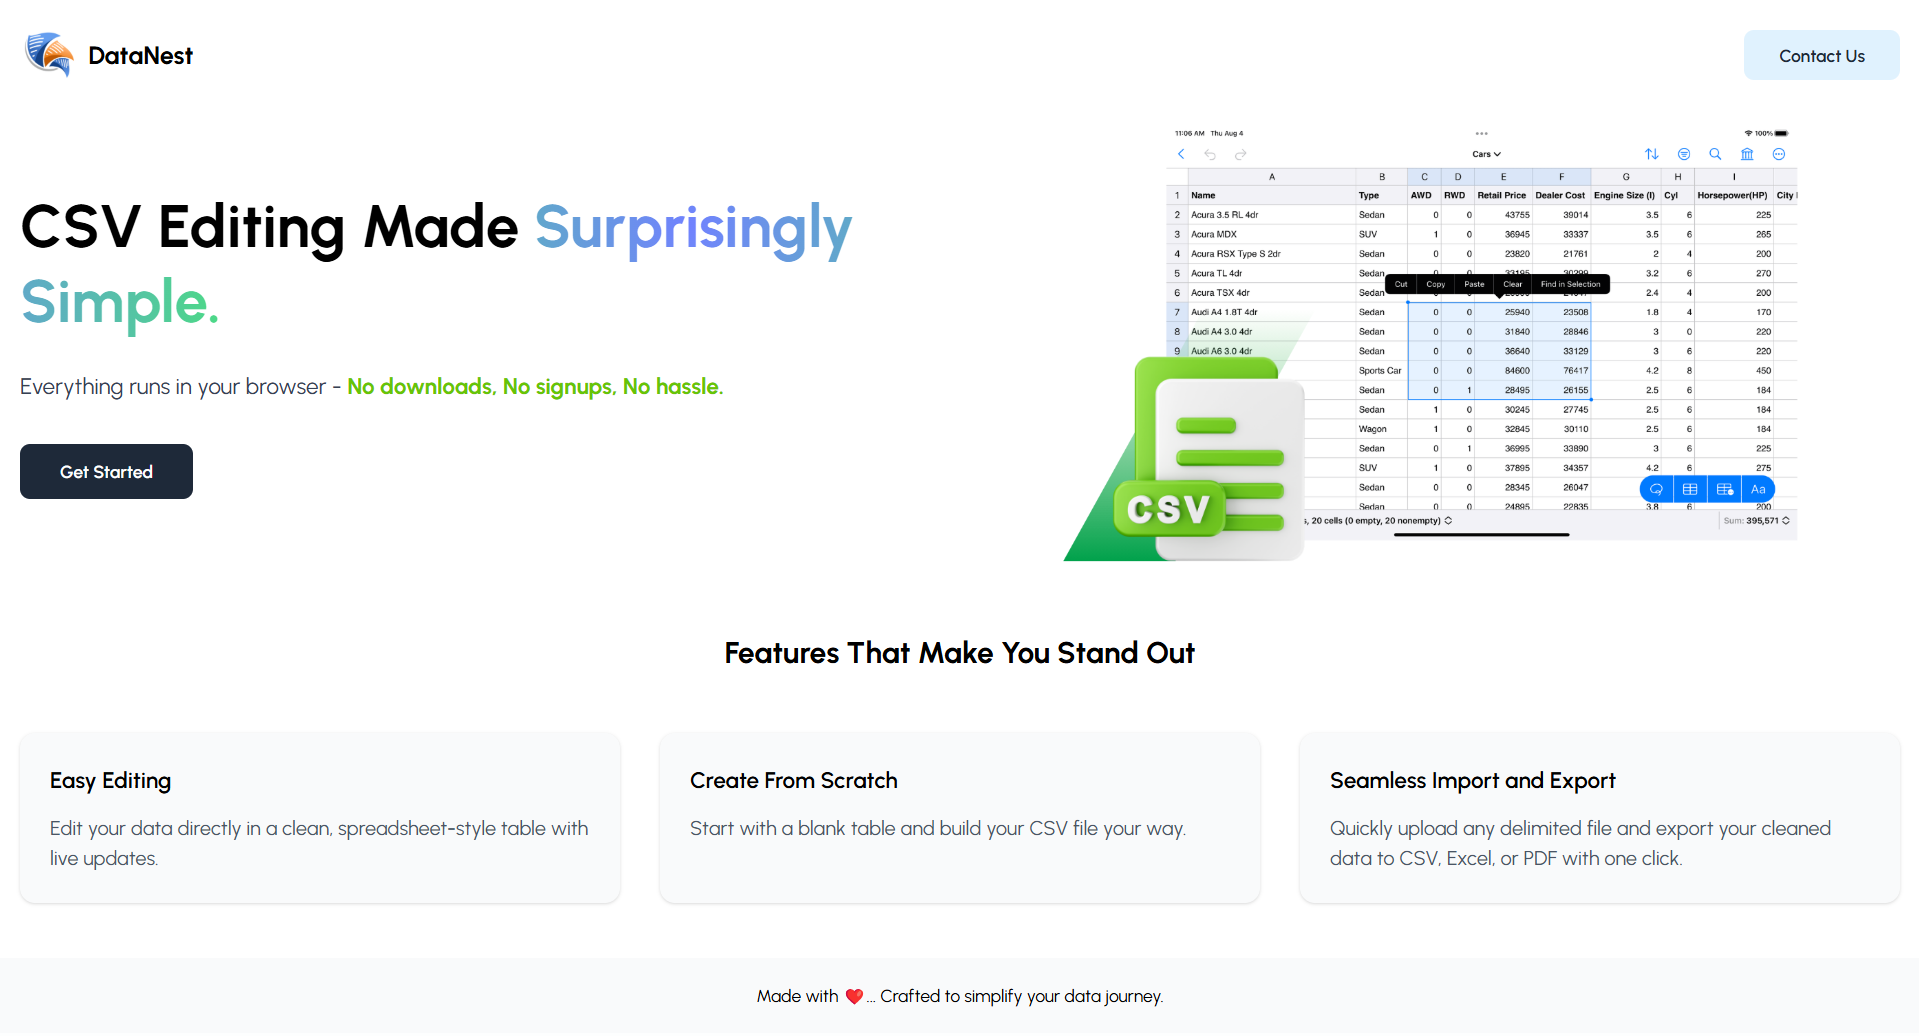 DataNest
Contact Us
CSV Editing Made Surprisingly
Simple.
Everything runs in your browser - No downloads, No signups, No hassle.
Get Started
11:06 AM Thu Aug 4
100%
Cars
A B C D E F G H I
1 Name Type AWD RWD Retail Price Dealer Cost Engine Size (l) Cyl Horsepower(HP) City
2 Acura 3.5 RL 4dr Sedan 0 0 43755 39014 3.5 6 225
3 Acura MDX SUV 1 0 36945 33337 3.5 6 265
4 Acura RSX Type S 2dr Sedan 0 0 23820 21761 2 4 200
5 Acura TL 4dr Sedan 0 0 33195 30299 3.2 6 270
Cut Copy Paste Clear Find in Selection
6 Acura TSX 4dr Sedan 2.4 4 200
7 Audi A4 1.8T 4dr Sedan 0 0 25940 23508 1.8 4 170
8 Audi A4 3.0 4dr Sedan 0 0 31840 28846 3 0 220
9 Audi A6 3.0 4dr Sedan 0 0 36640 33129 3 6 220
Sports Car 0 0 84600 76417 4.2 8 450
Sedan 0 1 28495 26155 2.5 6 184
Sedan 1 0 30245 27745 2.5 6 184
Wagon 1 0 32845 30110 2.5 6 184
Sedan 0 1 36995 33890 3 6 225
SUV 1 0 37895 34357 4.2 6 275
Sedan 0 0 28345 26047
Aa
Sedan 0 0 24895 22835 3.8 6 200
CSV
, 20 cells (0 empty, 20 nonempty)
Sum: 395,571
Features That Make You Stand Out
Easy Editing
Edit your data directly in a clean, spreadsheet-style table with
live updates.
Create From Scratch
Start with a blank table and build your CSV file your way.
Seamless Import and Export
Quickly upload any delimited file and export your cleaned
data to CSV, Excel, or PDF with one click.
Made with ❤️ ... Crafted to simplify your data journey.